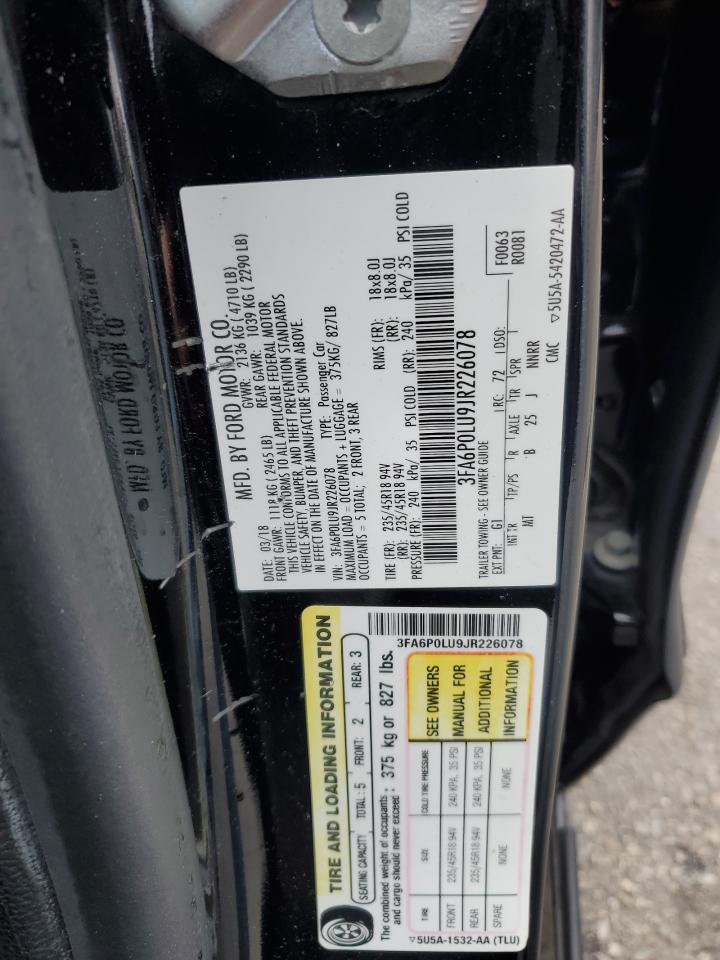 MFD. BY FORD MOTOR CO.
DATE: 03/18 GVWR: 2136 KG ( 4710 LB)
FRONT GAWR: 1118 KG ( 2465 LB) REAR GAWR: 1039 KG ( 2290 LB)
THIS VEHICLE CONFORMS TO ALL APPLICABLE FEDERAL MOTOR
VEHICLE SAFETY, BUMPER, AND THEFT PREVENTION STANDARDS
IN EFFECT ON THE DATE OF MANUFACTURE SHOWN ABOVE.
VIN: 3FA6P0LU9JR226078 TYPE: Passenger Car
MAXIMUM LOAD = OCCUPANTS + LUGGAGE = 375KG/ 827LB
OCCUPANTS = 5 TOTAL; 2 FRONT, 3 REAR
TIRE (FR): 235/45R18 94V RIMS (FR): 18x8.0J
(RR): 235/45R18 94V (RR): 18x8.0J
PRESSURE (FR): 240 kPa/ 35 PSI COLD (RR): 240 kPa/ 35 PSI COLD
3FA6P0LU9JR226078
TRAILER TOWING - SEE OWNER GUIDE F0063
EXT PNT: G1 RC: 72 DSO: R0081
INT TR TP/PS R AXLE TR SPR
MT B 25 J NNRR
CMC ▽5U5A-5420472-AA
TIRE AND LOADING INFORMATION
SEATING CAPACITY TOTAL: 5 FRONT: 2 REAR: 3
The combined weight of occupants
and cargo should never exceed : 375 kg or 827 lbs.
3FA6P0LU9JR226078
TIRE SIZE COLD TIRE PRESSURE
FRONT 235/45R18 94V 240 KPA, 35 PSI
REAR 235/45R18 94V 240 KPA, 35 PSI
SPARE NONE NONE
SEE OWNERS
MANUAL FOR
ADDITIONAL
INFORMATION
▽5U5A-1532-AA (TLU)